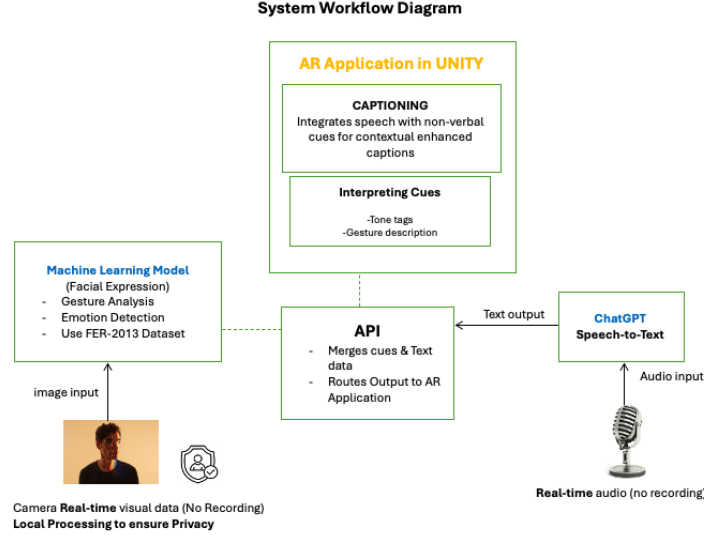 System Workflow Diagram
AR Application in UNITY
CAPTIONING
Integrates speech with non-verbal
cues for contextual enhanced
captions
Interpreting Cues
-Tone tags
-Gesture description
Machine Learning Model
(Facial Expression)
- Gesture Analysis
- Emotion Detection
- Use FER-2013 Dataset
API
- Merges cues & Text
data
- Routes Output to AR
Application
Text output
ChatGPT
Speech-to-Text
image input
Audio input
Camera Real-time visual data (No Recording)
Local Processing to ensure Privacy
Real-time audio (no recording)